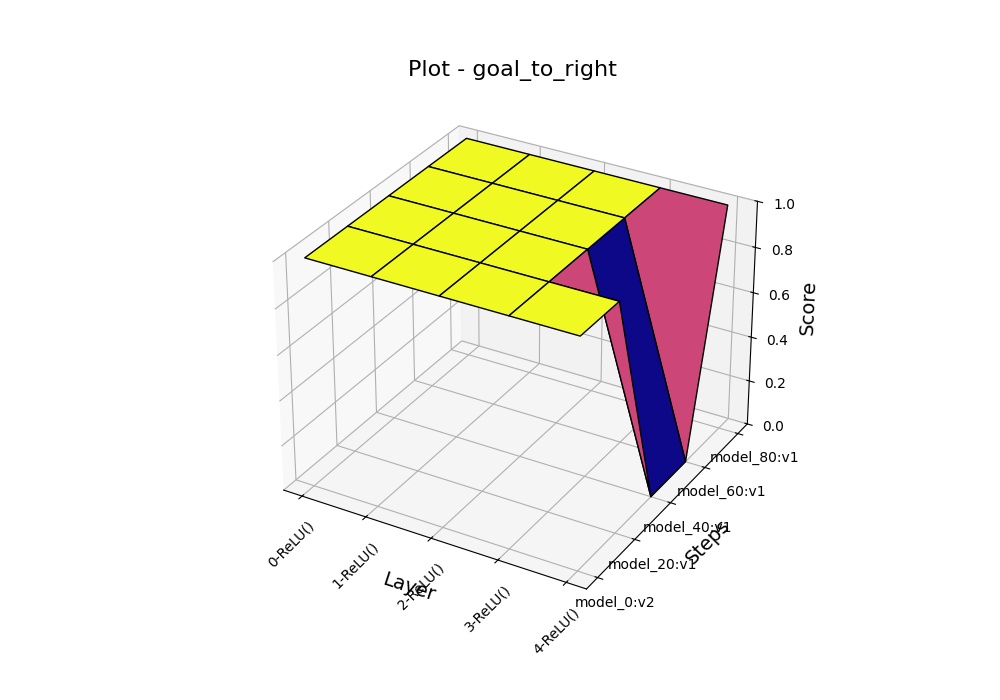 Plot - goal_to_right
1.0
0.8
0.6
0.4
0.2
0.0
Score
model_80:v1
model_60:v1
model_40:v1
model_20:v1
model_0:v2
Steps
0-ReLU()
1-ReLU()
2-ReLU()
3-ReLU()
4-ReLU()
Layer